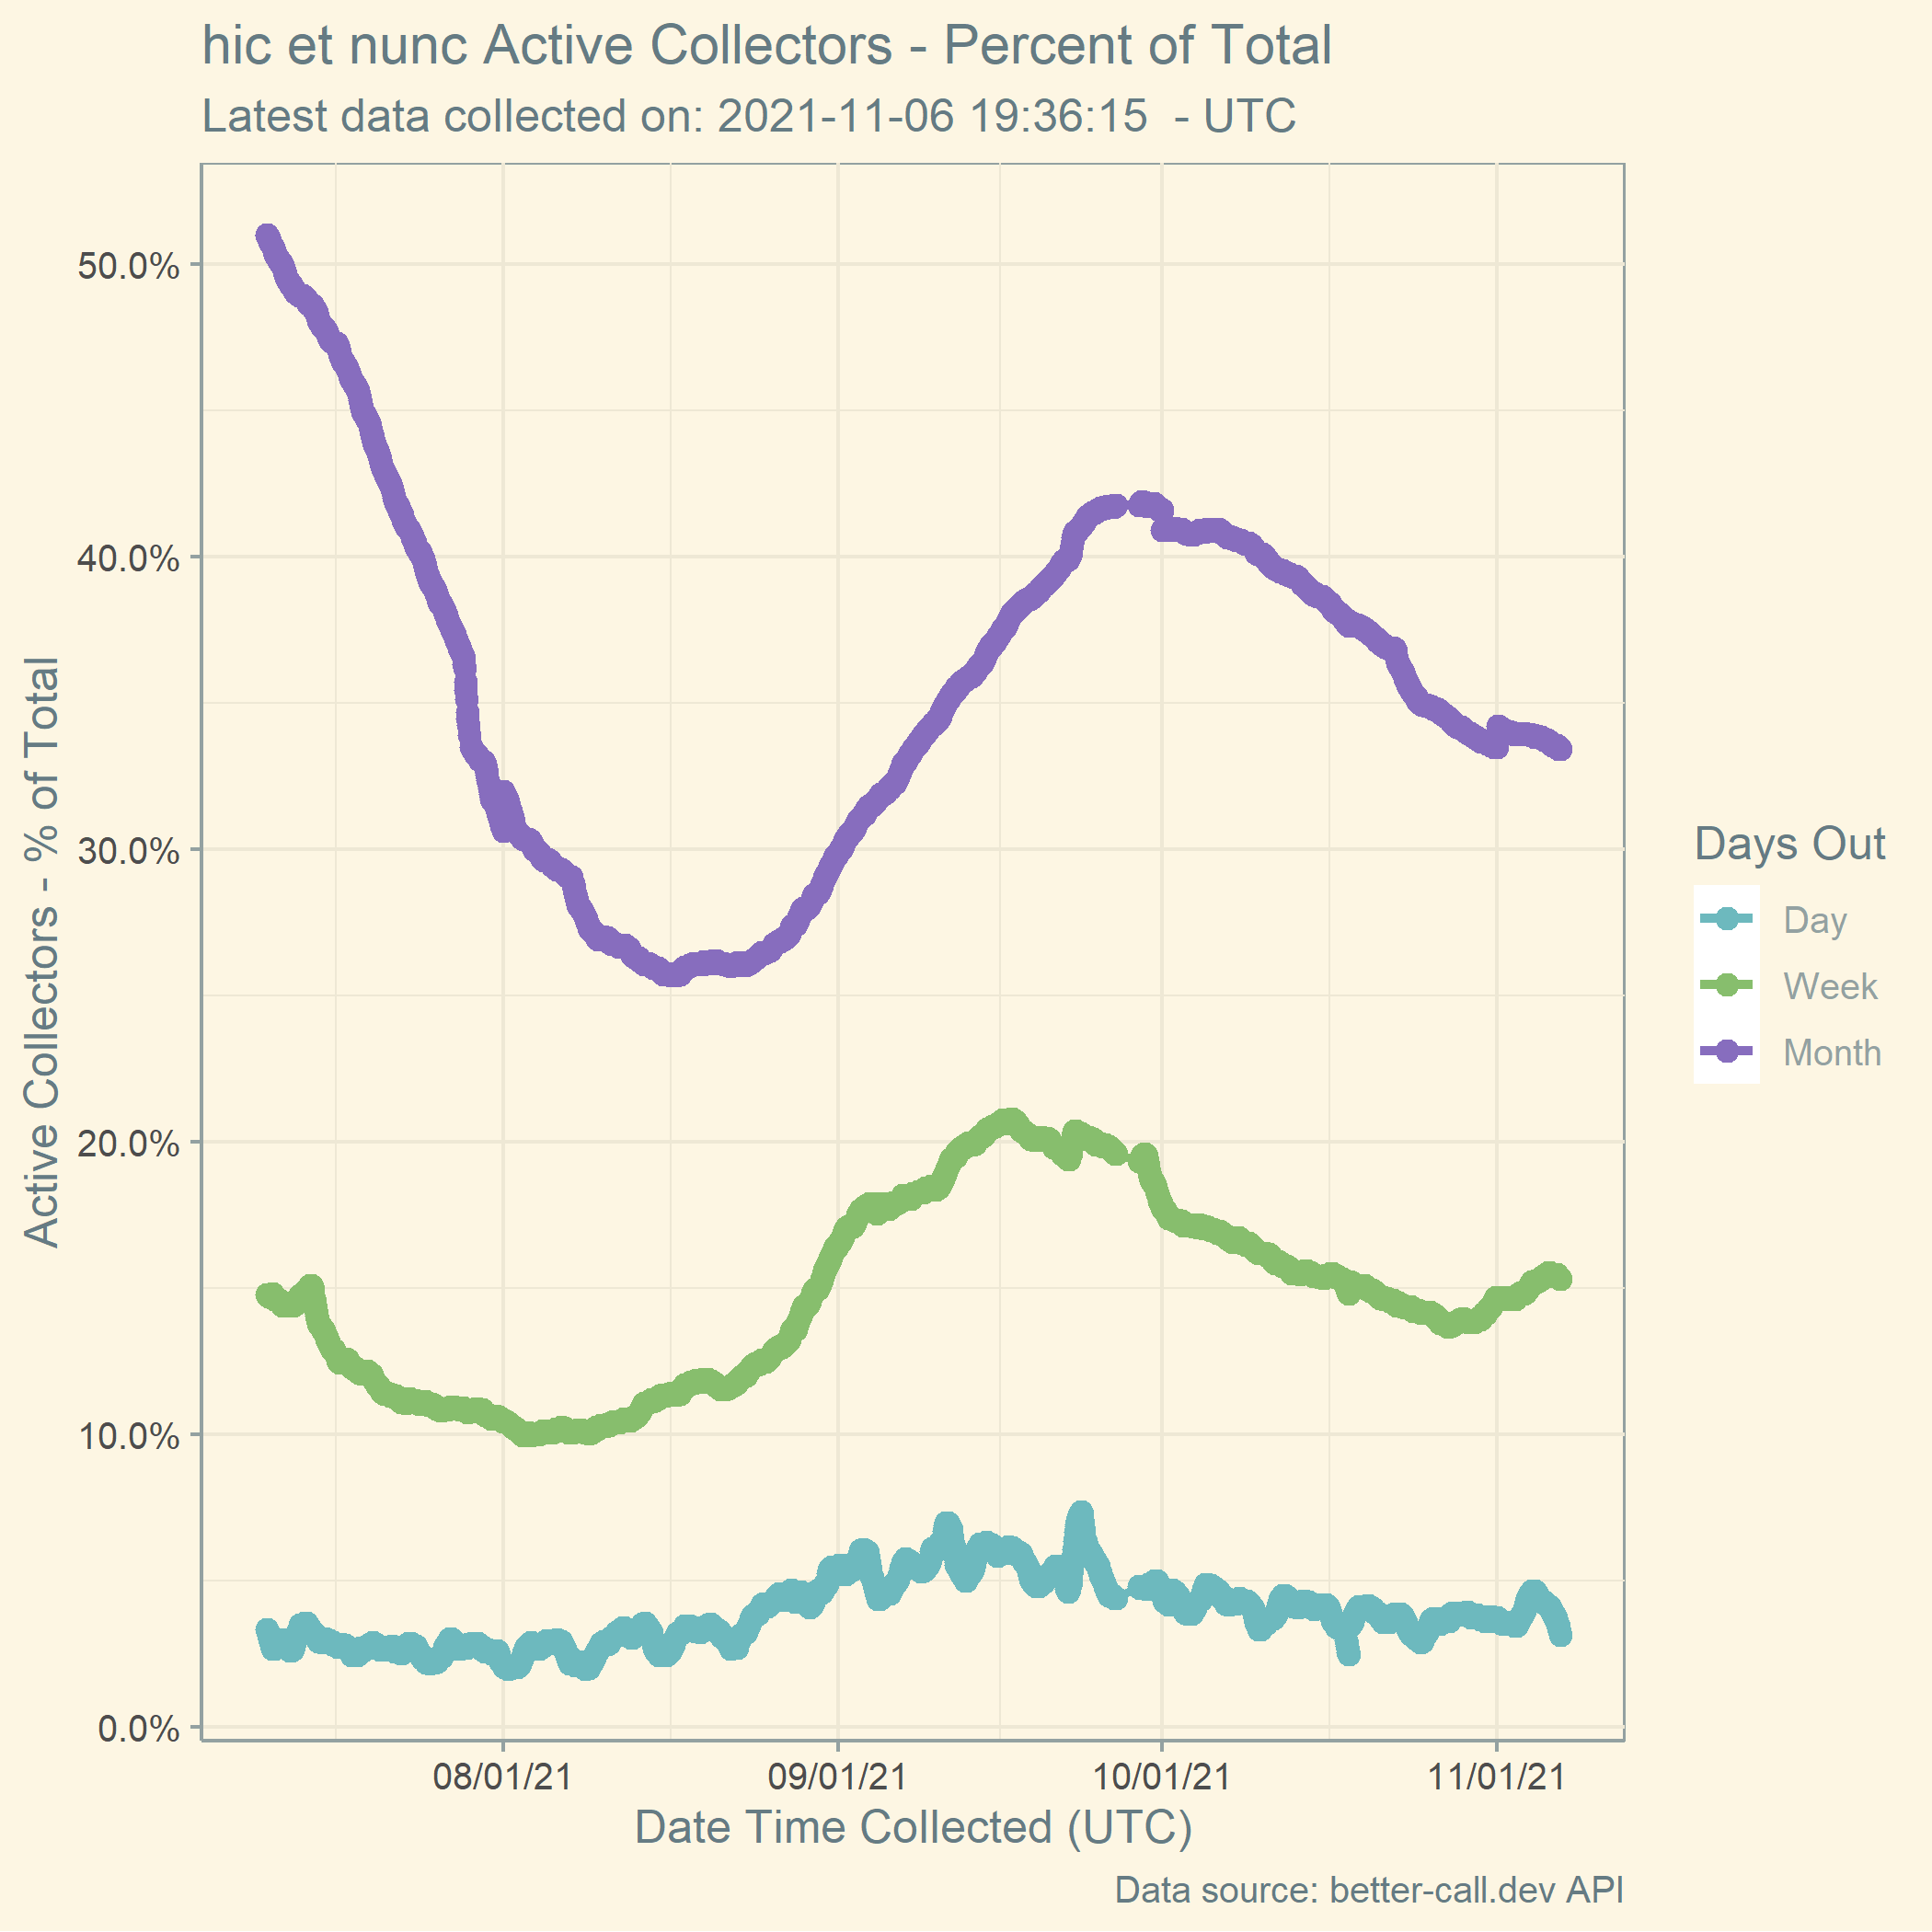 hic et nunc Active Collectors - Percent of Total
Latest data collected on: 2021-11-06 19:36:15  - UTC
Active Collectors - % of Total
50.0%
40.0%
30.0%
20.0%
10.0%
0.0%
08/01/21
09/01/21
10/01/21
11/01/21
Date Time Collected (UTC)
Days Out
Day
Week
Month
Data source: better-call.dev API